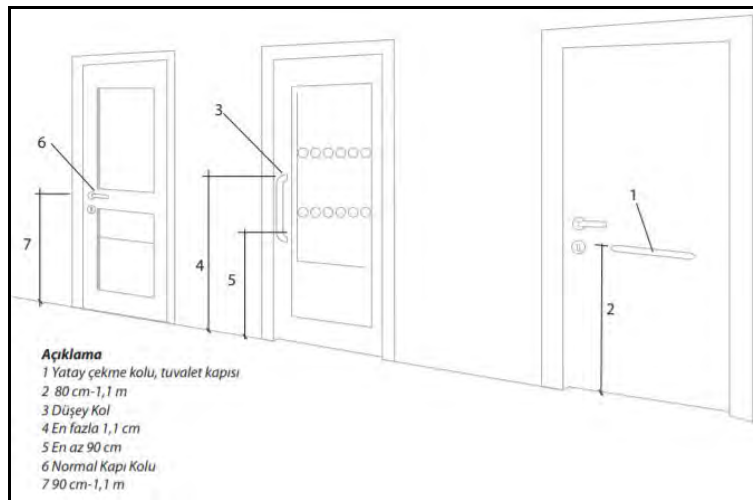 3
6
1
7
4
5
2
Açıklama
1 Yatay çekme kolu, tuvalet kapısı
2 80 cm-1,1 m
3 Düşey Kol
4 En fazla 1,1 cm
5 En az 90 cm
6 Normal Kapı Kolu
7 90 cm-1,1 m